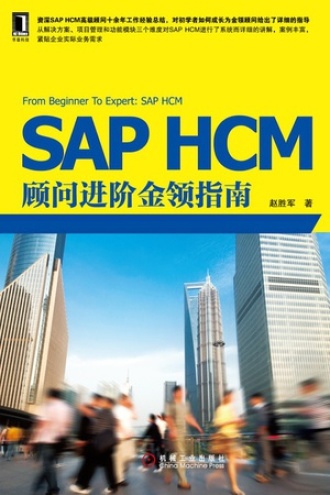 华章科技
资深SAP HCM高级顾问十余年工作经验总结，对初学者如何成长为金领顾问给出了详细的指导
从解决方案、项目管理和功能模块三个维度对SAP HCM进行了系统而详细的讲解，案例丰富，
紧贴企业实际业务需求
From Beginner To Expert: SAP HCM
SAP HCM
顾问进阶金领指南
赵胜军 著
机械工业出版社
China Machine Press